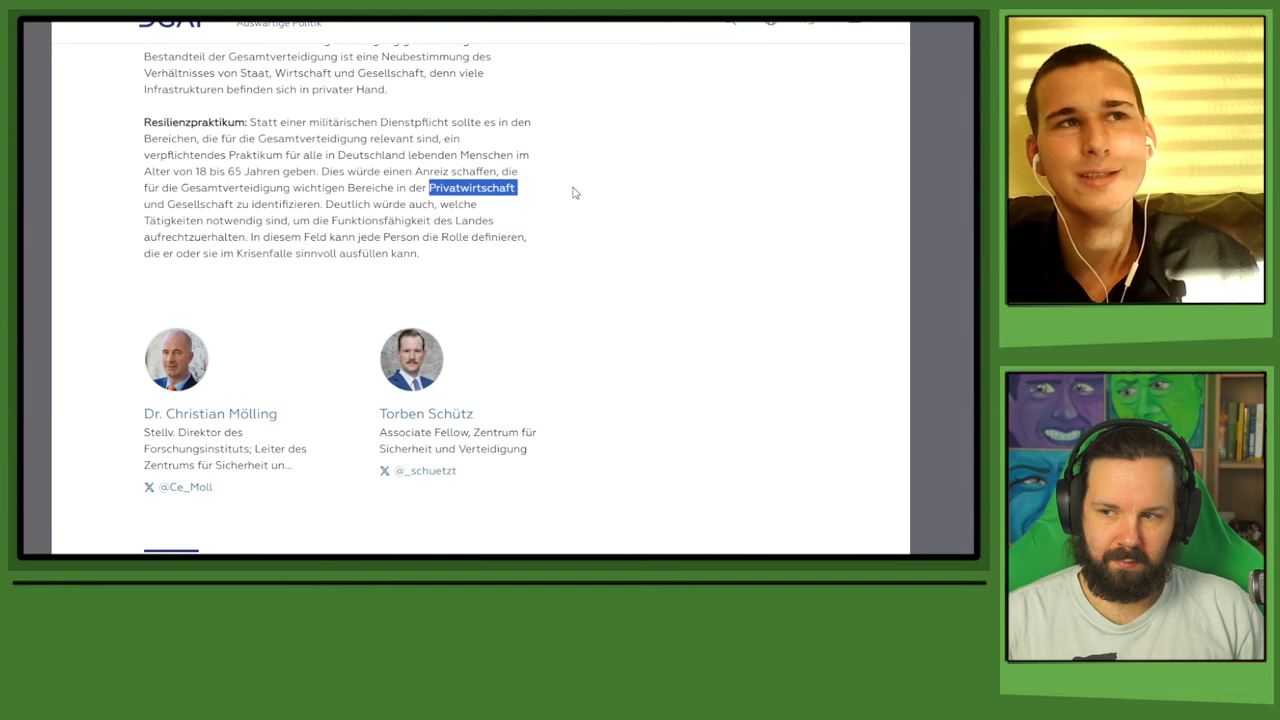 DGAP
Auswärtige Politik
Bestandteil der Gesamtverteidigung ist eine Neubestimmung des
Verhältnisses von Staat, Wirtschaft und Gesellschaft, denn viele
Infrastrukturen befinden sich in privater Hand.
Resilienzpraktikum: Statt einer militärischen Dienstpflicht sollte es in den
Bereichen, die für die Gesamtverteidigung relevant sind, ein
verpflichtendes Praktikum für alle in Deutschland lebenden Menschen im
Alter von 18 bis 65 Jahren geben. Dies würde einen Anreiz schaffen, die
für die Gesamtverteidigung wichtigen Bereiche in der Privatwirtschaft
und Gesellschaft zu identifizieren. Deutlich würde auch, welche
Tätigkeiten notwendig sind, um die Funktionsfähigkeit des Landes
aufrechtzuerhalten. In diesem Feld kann jede Person die Rolle definieren,
die er oder sie im Krisenfalle sinnvoll ausfüllen kann.
Dr. Christian Mölling
Stellv. Direktor des
Forschungsinstituts; Leiter des
Zentrums für Sicherheit un...
@Ce_Moll
Torben Schütz
Associate Fellow, Zentrum für
Sicherheit und Verteidigung
@_schuetzt